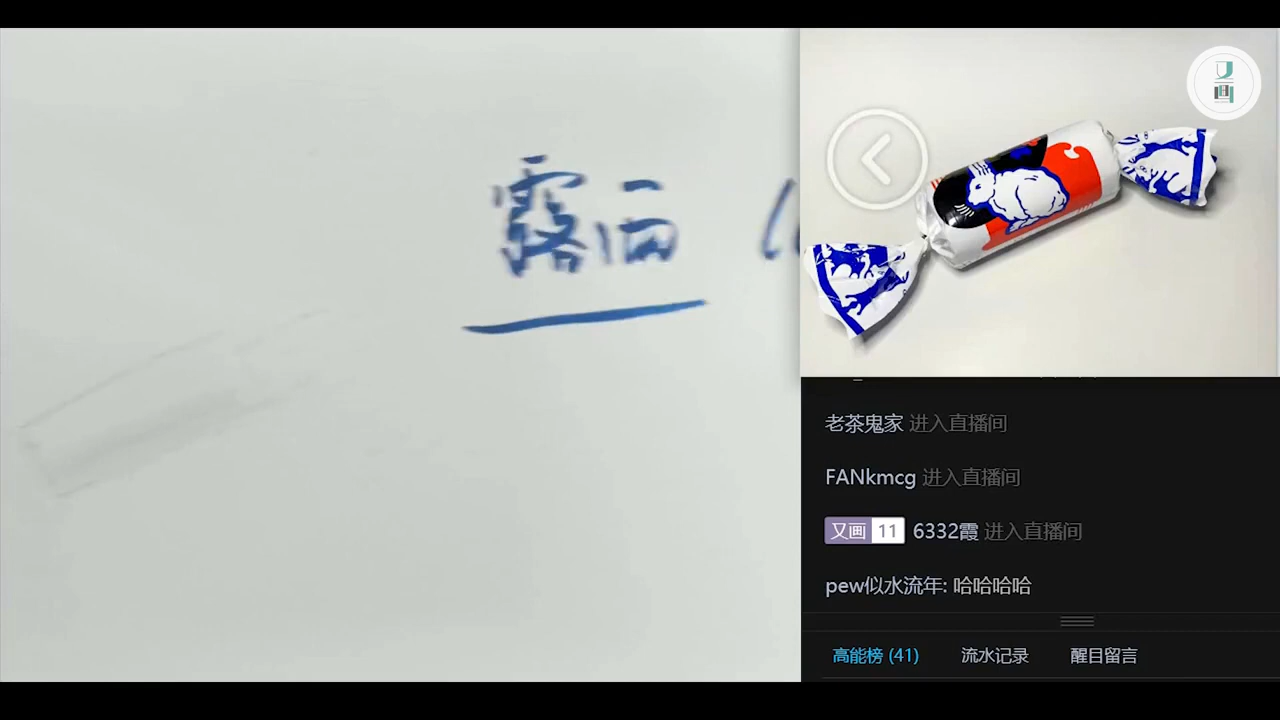 露西 (
老茶鬼家 进入直播间
FANkmcg 进入直播间
又画 11 6332霞 进入直播间
pew似水流年: 哈哈哈哈
高能榜 (41) 流水记录 醒目留言